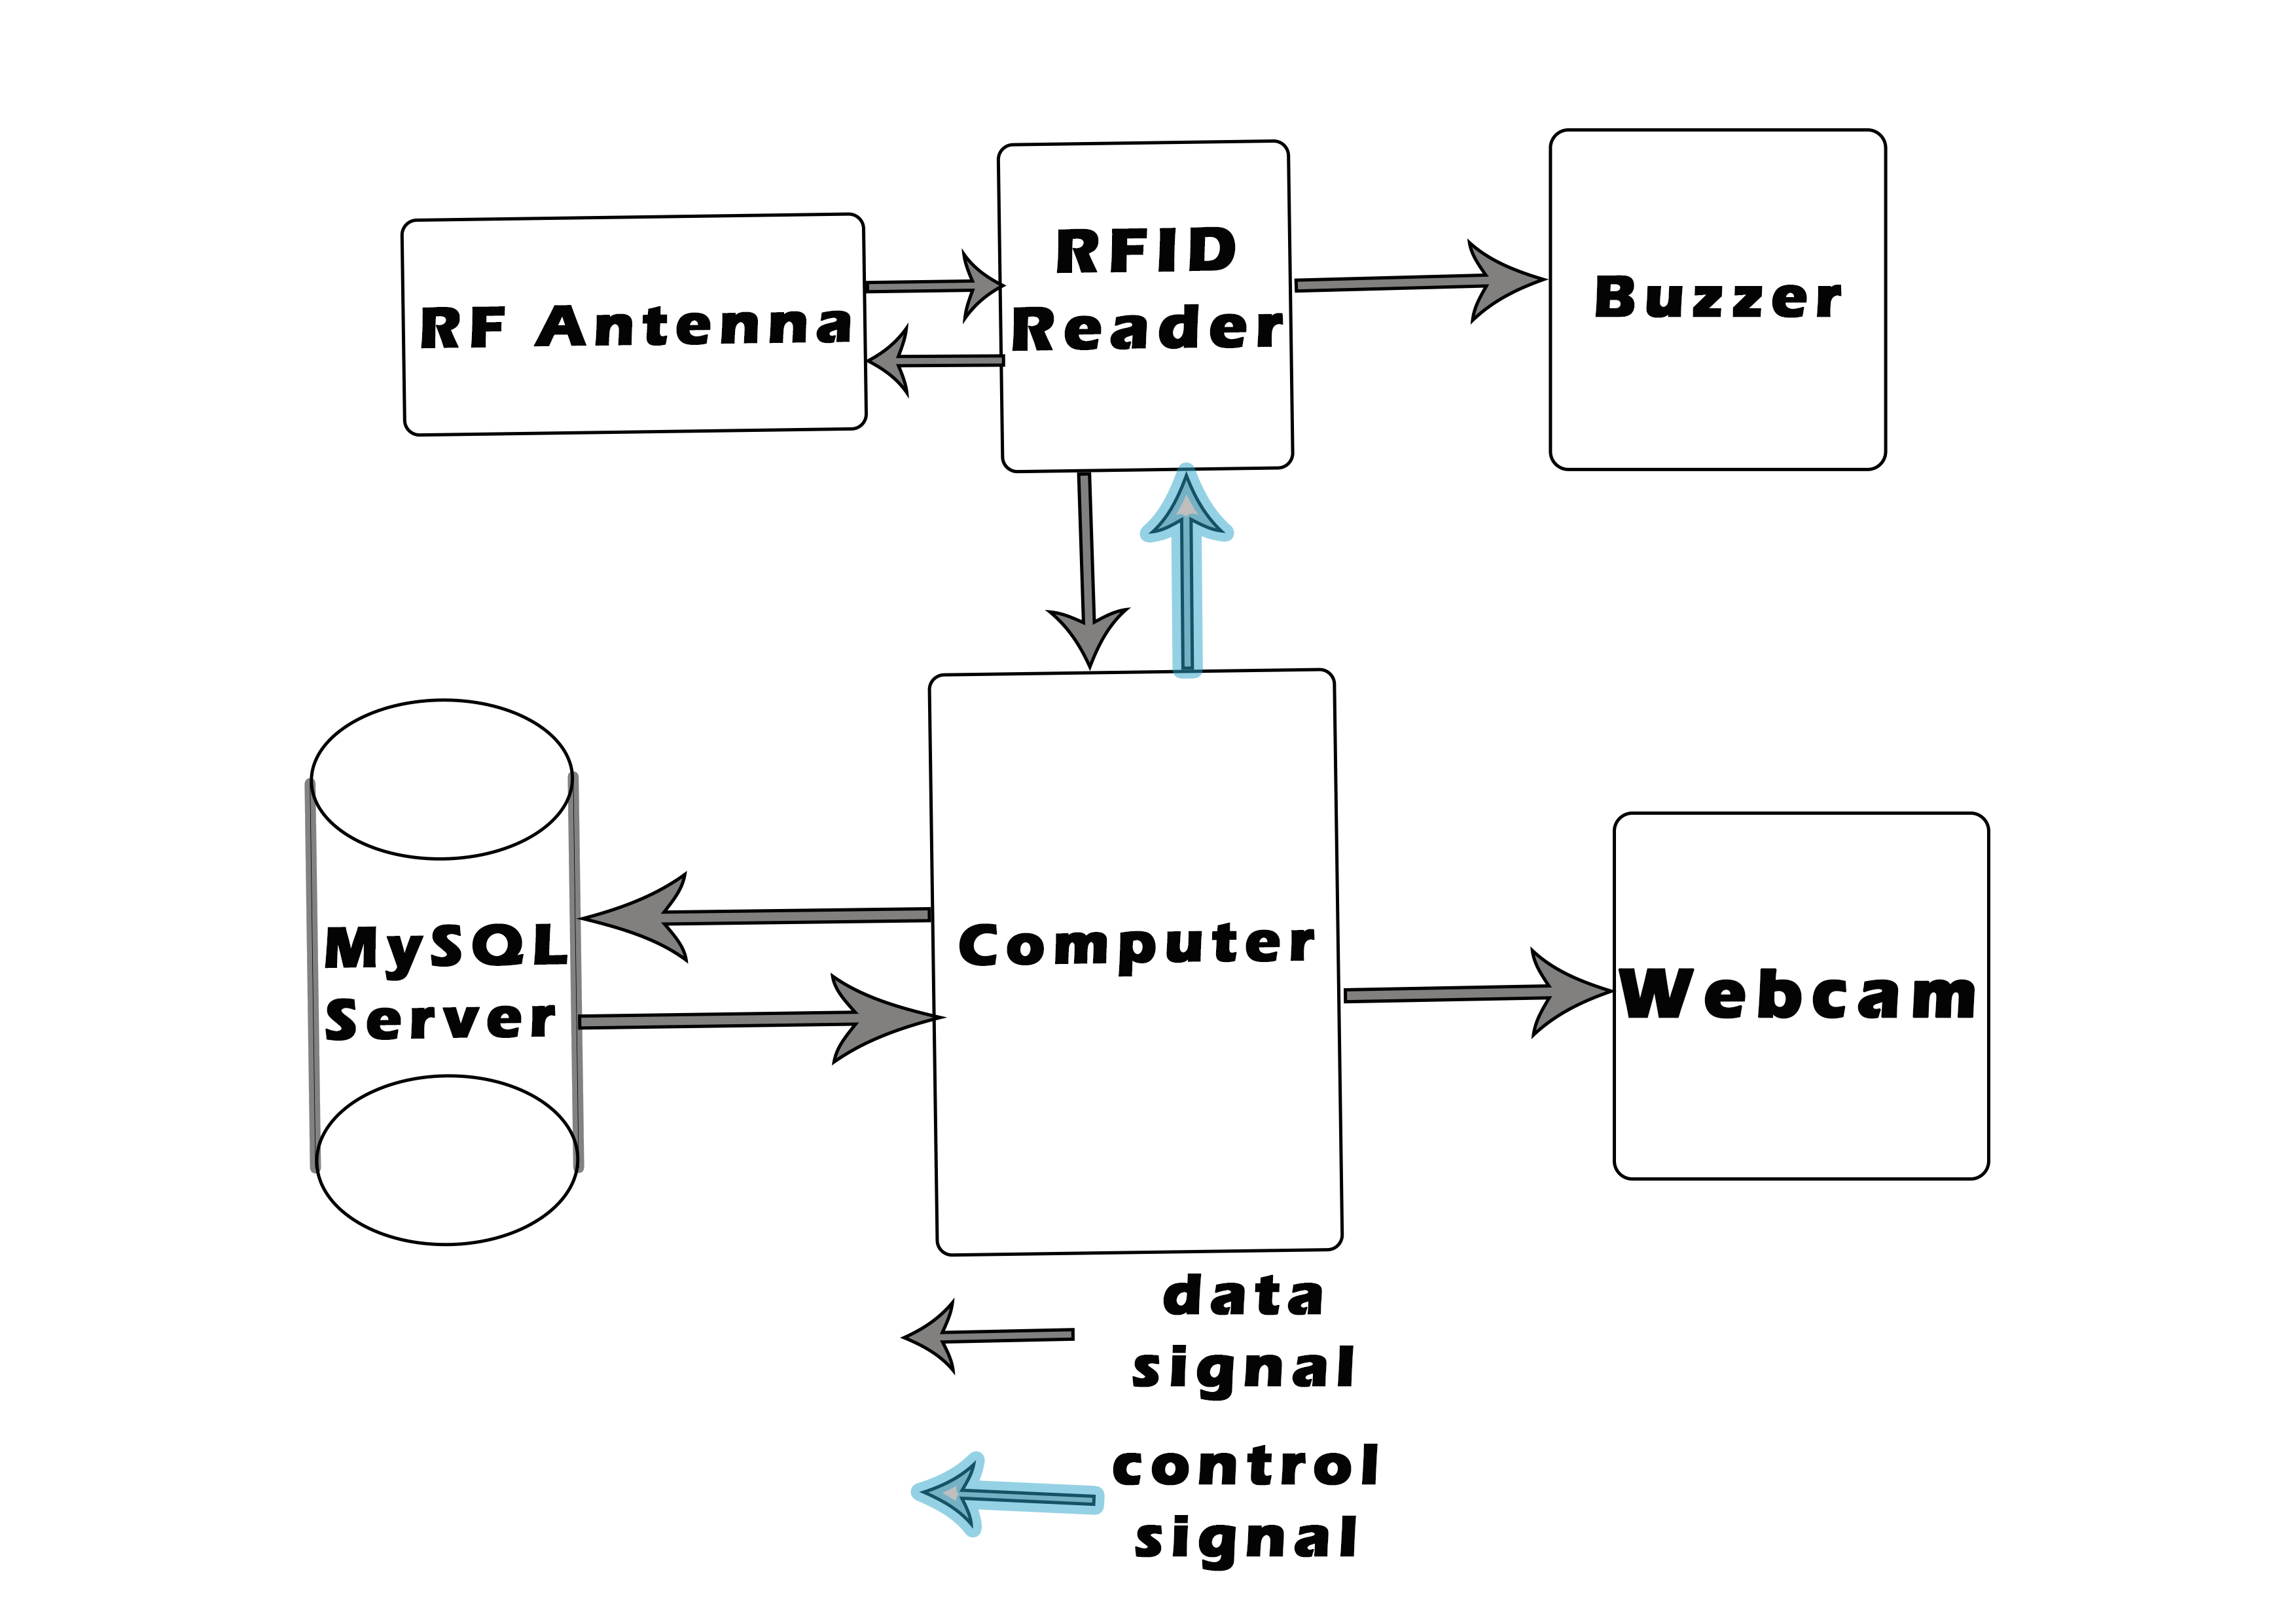 RFID
Reader
Buzzer
RF Antenna
MySQL
Server
Computer
Webcam
data
signal
control
signal